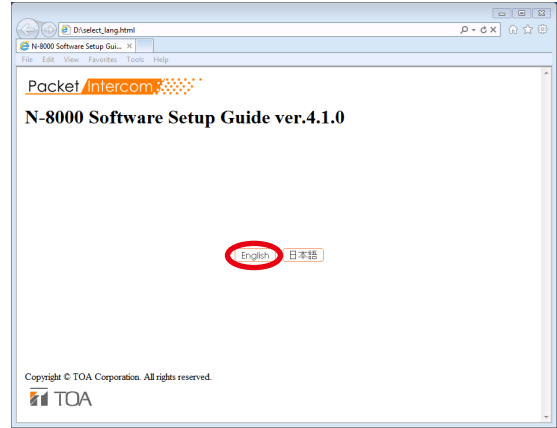 D:\select_lang.html
N-8000 Software Setup Gui...
File Edit View Favorites Tools Help
Packet Intercom
N-8000 Software Setup Guide ver.4.1.0
English 日本語
Copyright © TOA Corporation. All rights reserved.
TOA